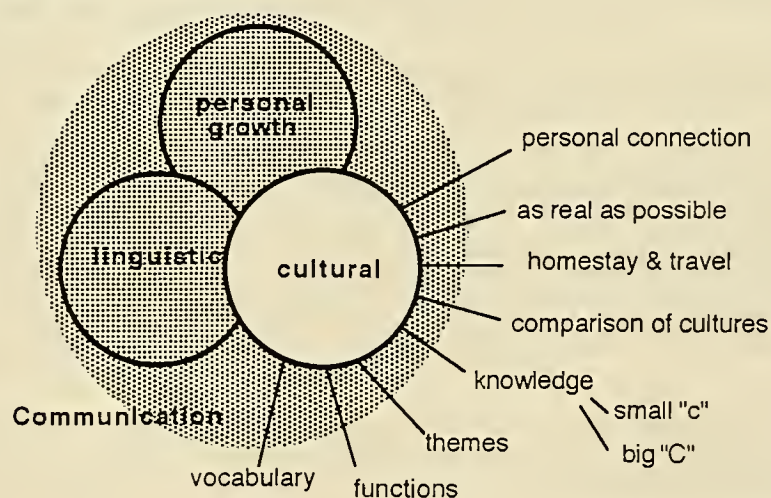 personal
growth
linguistic
cultural
Communication
personal connection
as real as possible
homestay & travel
comparison of cultures
knowledge
small "c"
big "C"
themes
functions
vocabulary